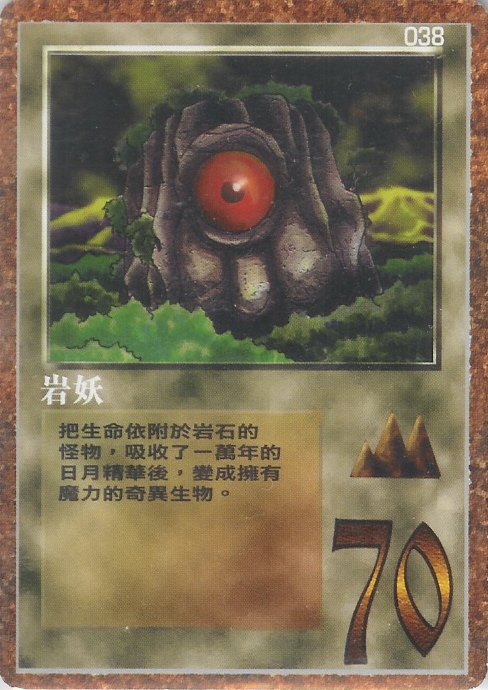 038
岩妖
把生命依附於岩石的
怪物，吸收了一萬年的
日月精華後，變成擁有
魔力的奇異生物。
70